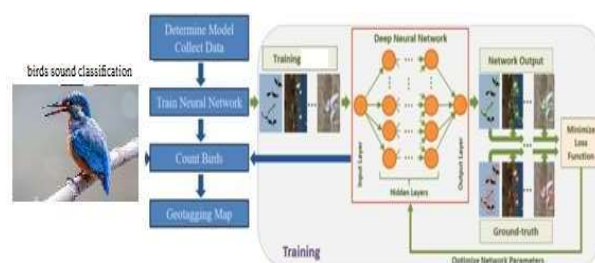 birds sound classification
Determine Model
Collect Data
Train Neural Network
Count Birds
Geotagging Map
Training
Deep Neural Network
Input Layer
Hidden Layers
Output Layer
Network Output
Ground-truth
Minimize
Loss
Function
Optimize Network Parameters
Training